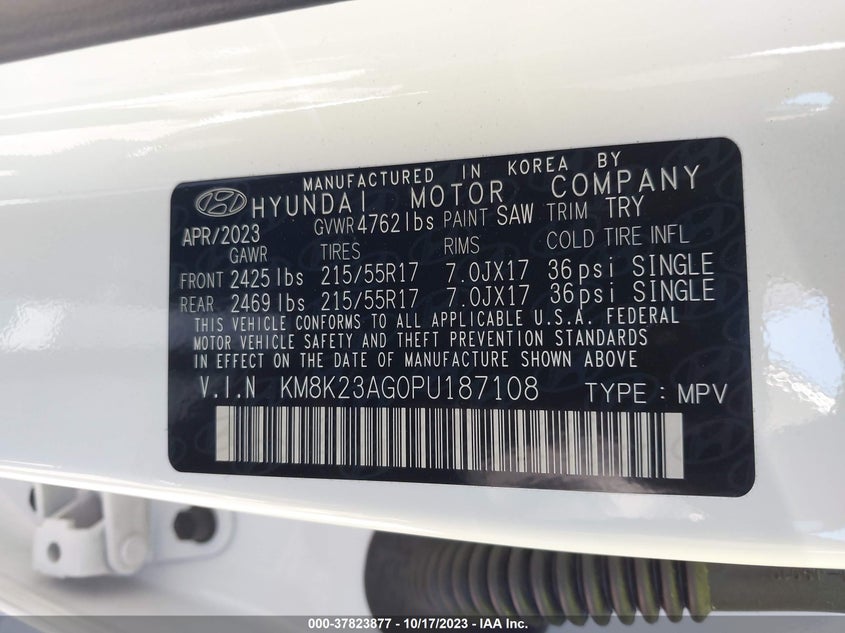 MANUFACTURED IN KOREA BY
HYUNDAI MOTOR COMPANY
APR/2023 GVWR 4762lbs PAINT SAW TRIM TRY
GAWR TIRES RIMS COLD TIRE INFL
FRONT 2425 lbs 215/55R17 7.0JX17 36psi SINGLE
REAR 2469 lbs 215/55R17 7.0JX17 36psi SINGLE
THIS VEHICLE CONFORMS TO ALL APPLICABLE U.S.A. FEDERAL
MOTOR VEHICLE SAFETY AND THEFT PREVENTION STANDARDS
IN EFFECT ON THE DATE OF MANUFACTURE SHOWN ABOVE
V.I.N KM8K23AG0PU187108 TYPE : MPV
000-37823877 - 10/17/2023 - IAA Inc.